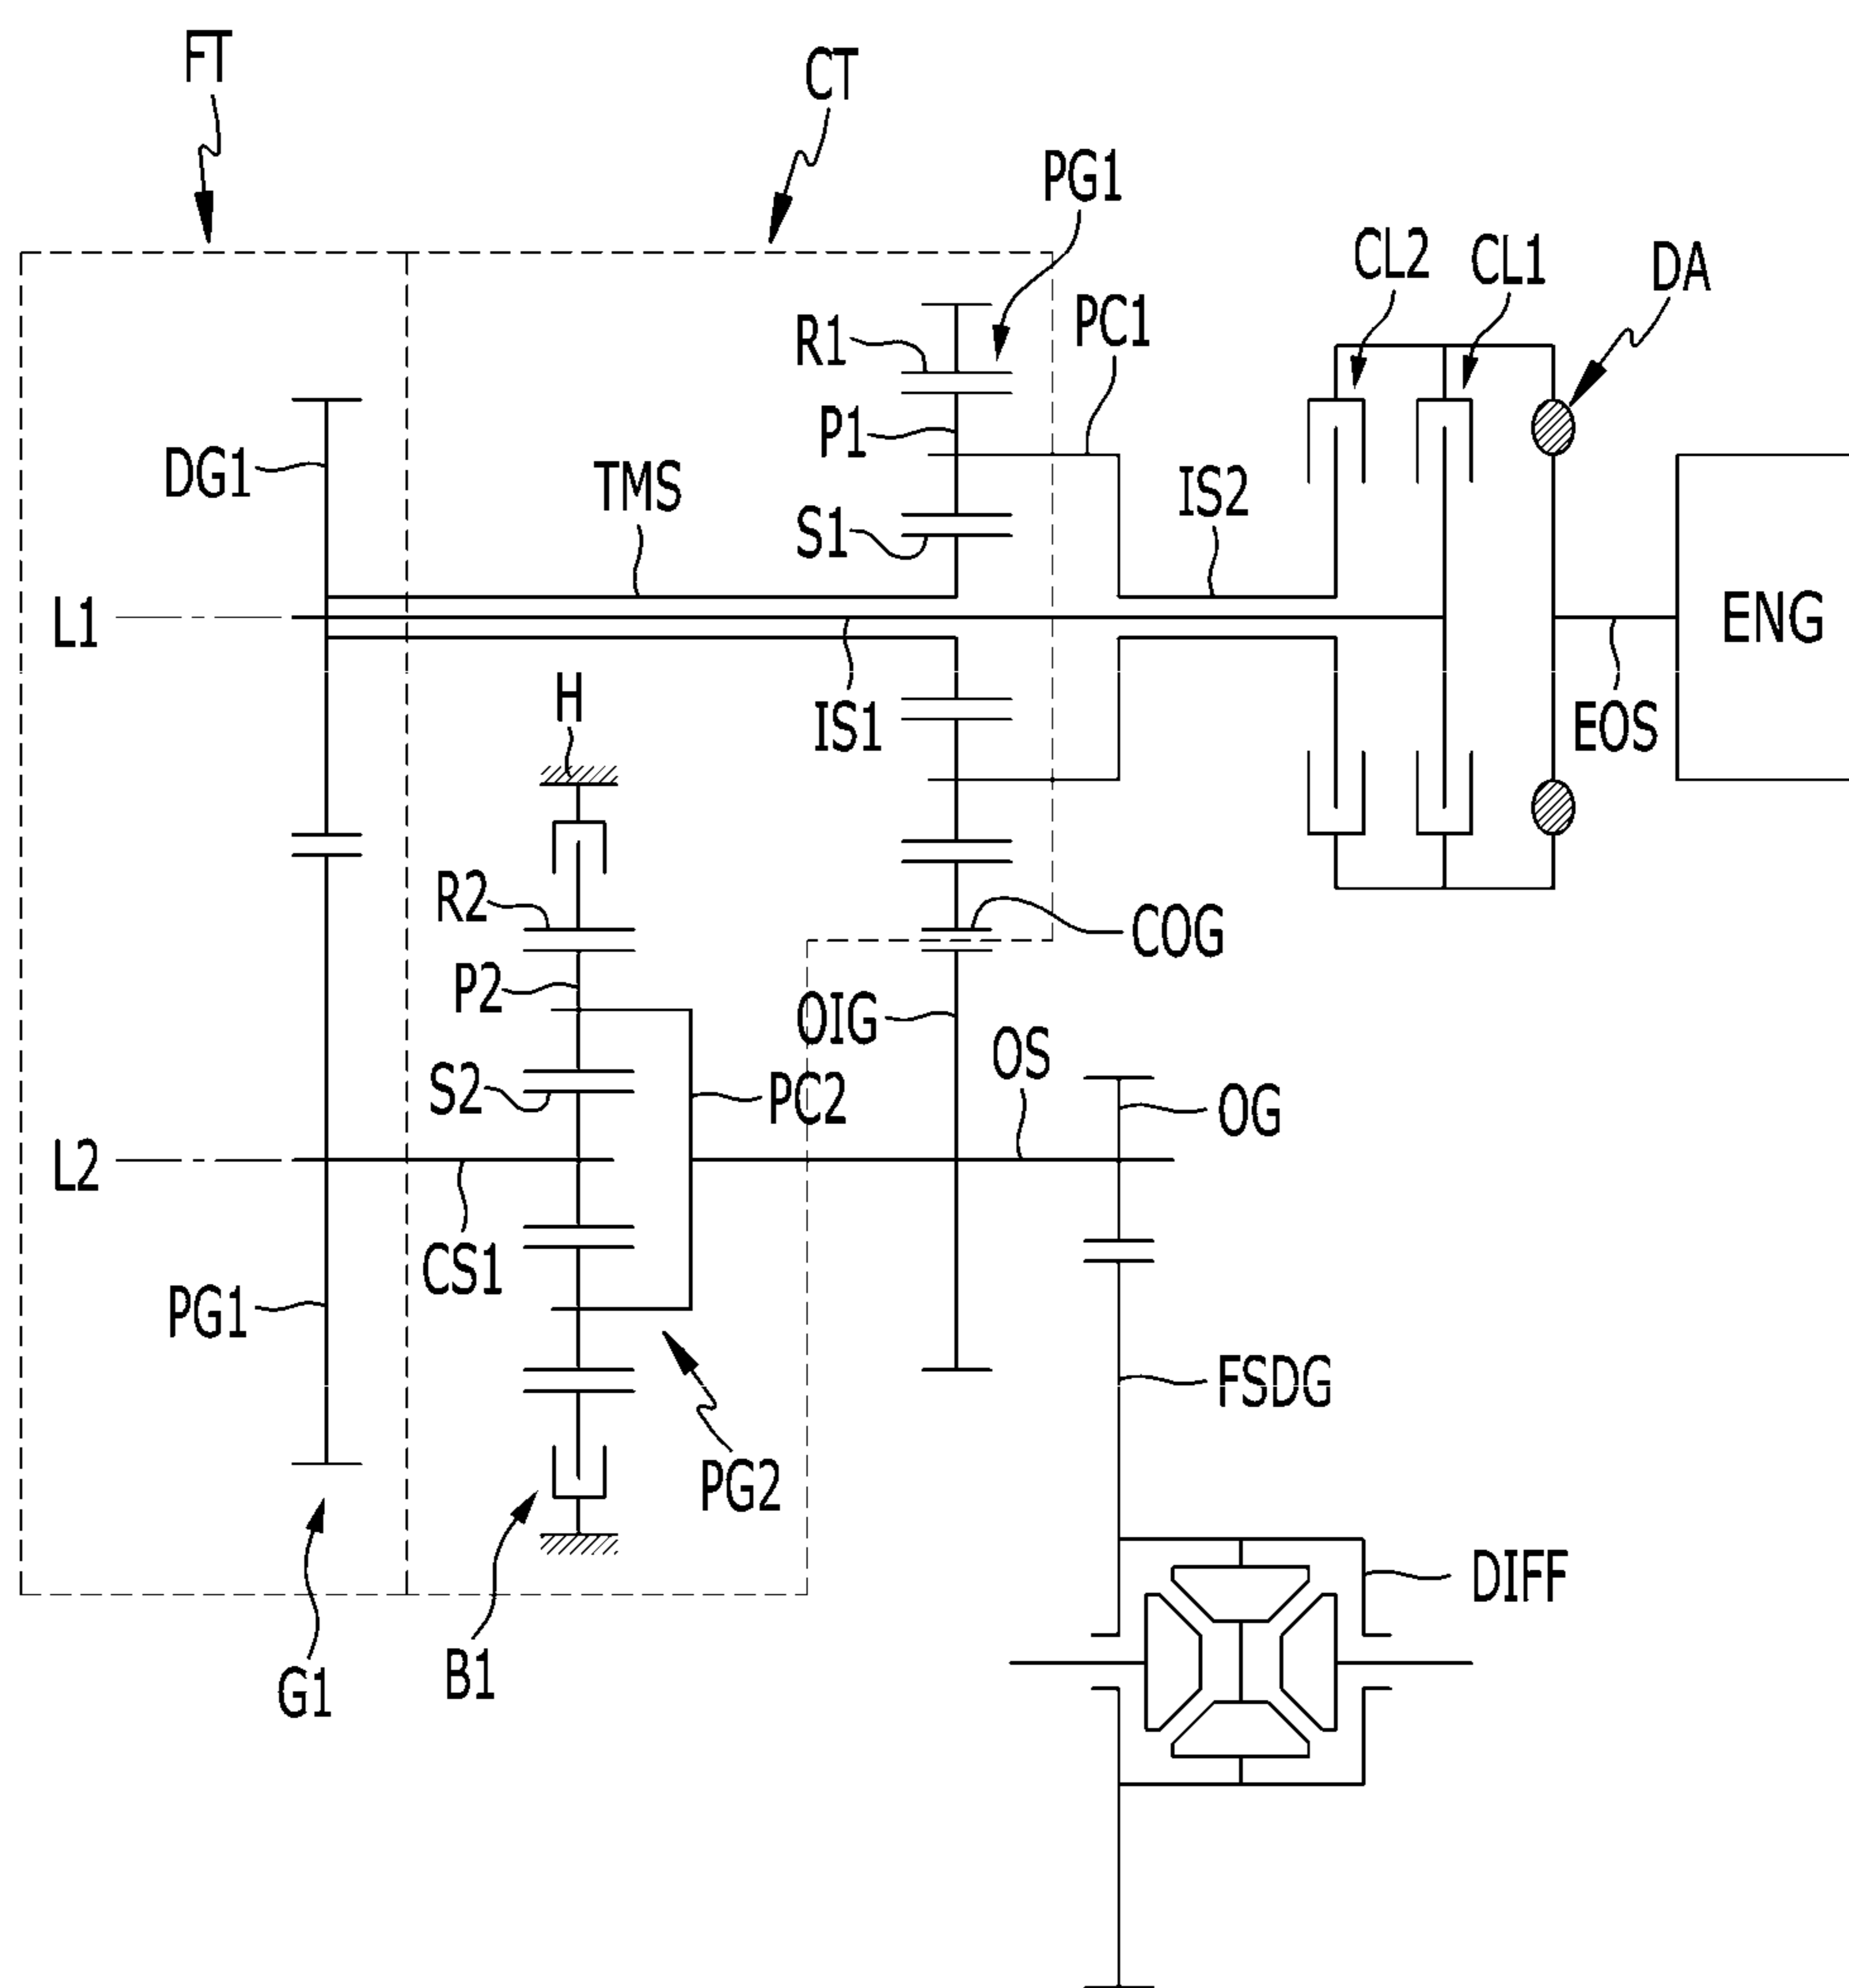 FT
CT
PG1
CL2
CL1
DA
R1
PC1
P1
DG1
TMS
S1
IS2
L1
ENG
H
IS1
EOS
R2
COG
P2
OIG
OS
S2
PC2
OG
L2
CS1
PG1
FSDG
PG2
DIFF
B1
G1